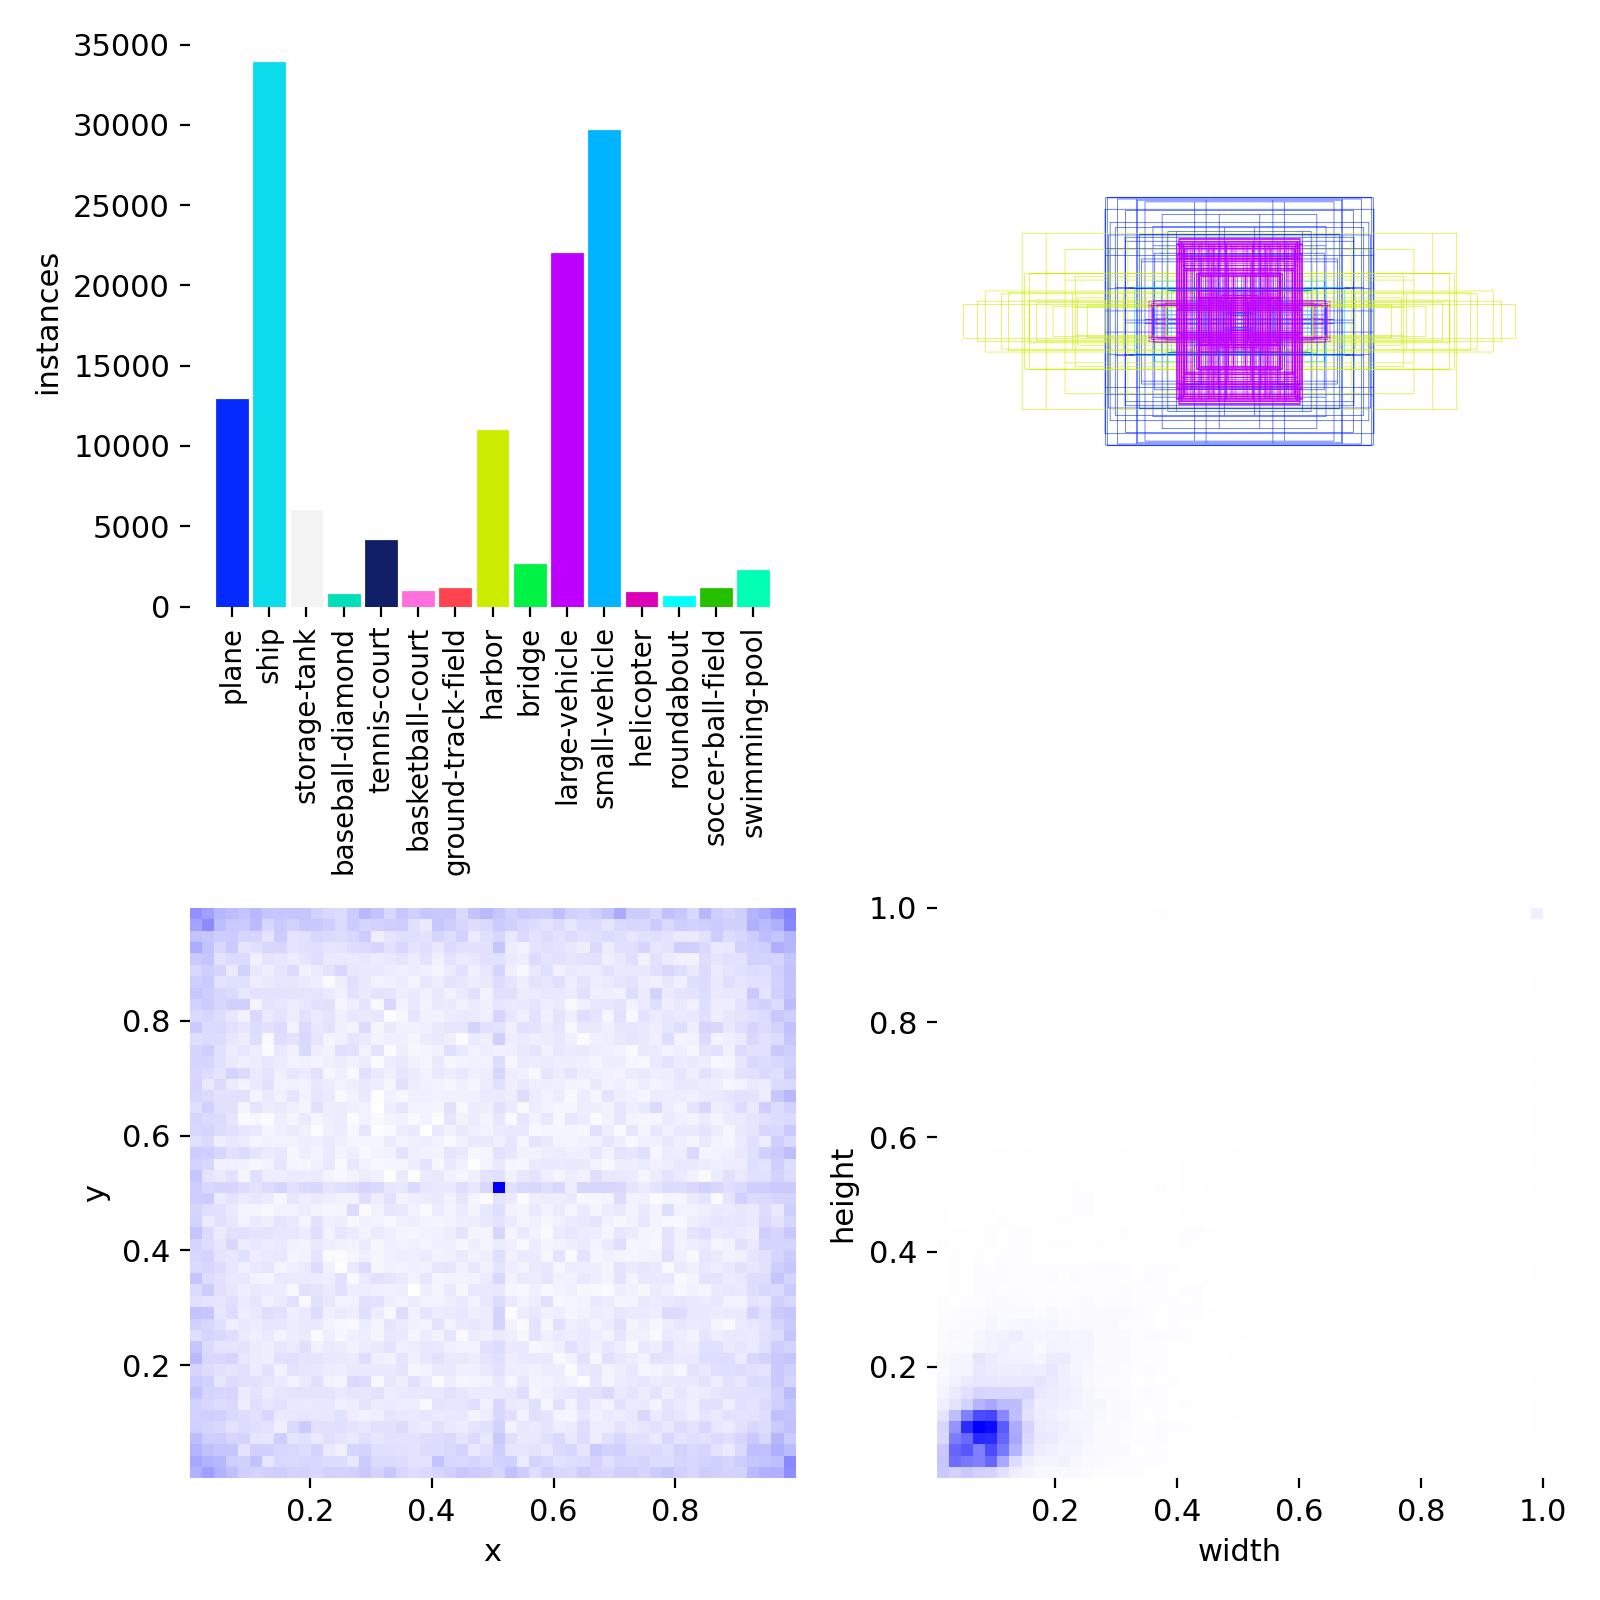 35000
30000
25000
20000
15000
10000
5000
0
instances
plane
ship
storage-tank
baseball-diamond
tennis-court
basketball-court
ground-track-field
harbor
bridge
large-vehicle
small-vehicle
helicopter
roundabout
soccer-ball-field
swimming-pool
0.8
0.6
0.4
0.2
y
0.2 0.4 0.6 0.8
x
1.0
0.8
0.6
0.4
0.2
height
0.2 0.4 0.6 0.8 1.0
width